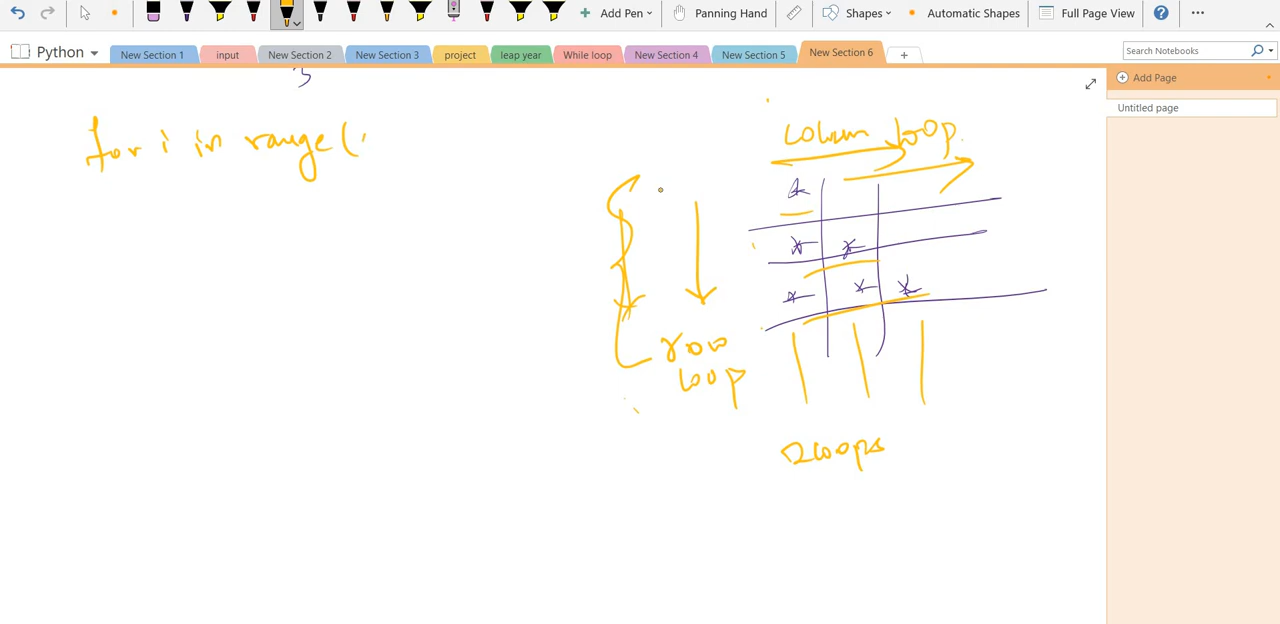 Add Pen
Panning Hand
Shapes
Automatic Shapes
Full Page View
Python
New Section 1
input
New Section 2
New Section 3
project
leap year
While loop
New Section 4
New Section 5
New Section 6
Search Notebooks
Add Page
Untitled page
3
for i in range(
column loop
row
loop
2loops